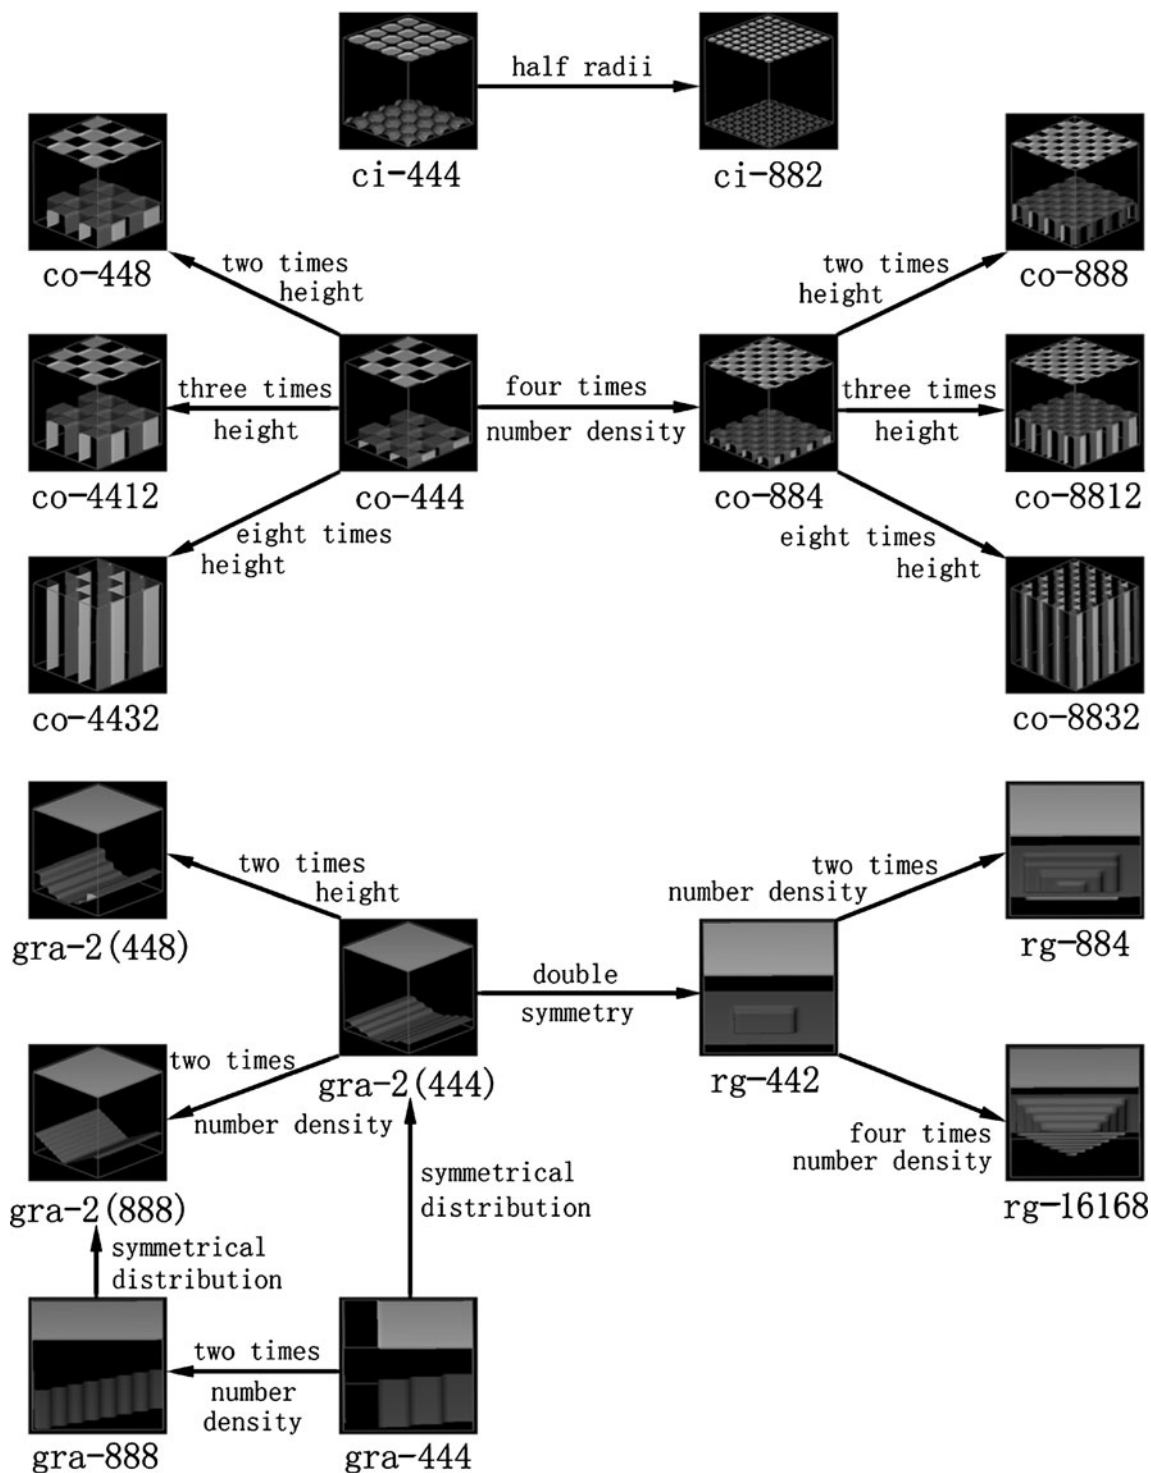 half radii
ci-444
ci-882
co-448
two times
height
two times
height
co-888
three times
height
four times
number density
three times
height
co-4412
co-444
co-884
co-8812
eight times
height
eight times
height
co-4432
co-8832
two times
height
two times
number density
gra-2(448)
rg-884
double
symmetry
two times
number density
gra-2(444)
rg-442
four times
number density
gra-2(888)
symmetrical
distribution
rg-16168
symmetrical
distribution
two times
number
density
gra-888
gra-444